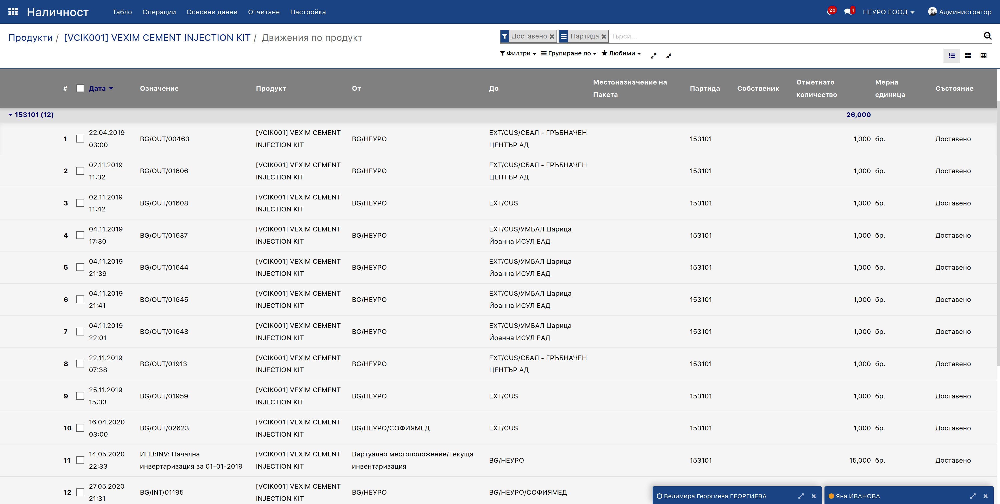 Наличност Табло Операции Основни данни Отчитане Настройка 20 1 НЕУРО ЕООД Администратор
Продукти / [VCIK001] VEXIM CEMENT INJECTION KIT / Движения по продукт
Доставено Партида Търси...
Филтри Групиране по Любими
# Дата Означение Продукт От До Местоназначение на Пакета Партида Собственик Отметнато количество Мерна единица Състояние
153101 (12) 26,000
1 22.04.2019 BG/OUT/00463 [VCIK001] VEXIM CEMENT BG/НЕУРО EXT/CUS/СБАЛ - ГРЪБНАЧЕН 153101 1,000 бр. Доставено
03:00 INJECTION KIT ЦЕНТЪР АД
2 02.11.2019 BG/OUT/01606 [VCIK001] VEXIM CEMENT BG/НЕУРО EXT/CUS/СБАЛ - ГРЪБНАЧЕН 153101 1,000 бр. Доставено
11:32 INJECTION KIT ЦЕНТЪР АД
3 02.11.2019 BG/OUT/01608 [VCIK001] VEXIM CEMENT BG/НЕУРО EXT/CUS 153101 1,000 бр. Доставено
11:42 INJECTION KIT
4 04.11.2019 BG/OUT/01637 [VCIK001] VEXIM CEMENT BG/НЕУРО EXT/CUS/УМБАЛ Царица 153101 1,000 бр. Доставено
17:30 INJECTION KIT Йоанна ИСУЛ ЕАД
5 04.11.2019 BG/OUT/01644 [VCIK001] VEXIM CEMENT BG/НЕУРО EXT/CUS/УМБАЛ Царица 153101 1,000 бр. Доставено
21:39 INJECTION KIT Йоанна ИСУЛ ЕАД
6 04.11.2019 BG/OUT/01645 [VCIK001] VEXIM CEMENT BG/НЕУРО EXT/CUS/УМБАЛ Царица 153101 1,000 бр. Доставено
21:41 INJECTION KIT Йоанна ИСУЛ ЕАД
7 04.11.2019 BG/OUT/01648 [VCIK001] VEXIM CEMENT BG/НЕУРО EXT/CUS/УМБАЛ Царица 153101 1,000 бр. Доставено
22:01 INJECTION KIT Йоанна ИСУЛ ЕАД
8 22.11.2019 BG/OUT/01913 [VCIK001] VEXIM CEMENT BG/НЕУРО EXT/CUS/СБАЛ - ГРЪБНАЧЕН 153101 1,000 бр. Доставено
07:38 INJECTION KIT ЦЕНТЪР АД
9 25.11.2019 BG/OUT/01959 [VCIK001] VEXIM CEMENT BG/НЕУРО EXT/CUS 153101 1,000 бр. Доставено
15:33 INJECTION KIT
10 16.04.2020 BG/OUT/02623 [VCIK001] VEXIM CEMENT BG/НЕУРО/СОФИЯМЕД EXT/CUS 153101 1,000 бр. Доставено
03:00 INJECTION KIT
11 14.05.2020 ИНВ:INV: Начална [VCIK001] VEXIM CEMENT Виртуално местоположение/Текуща BG/НЕУРО 153101 15,000 бр. Доставено
22:33 инвертаризация за 01-01-2019 INJECTION KIT инвентаризация
12 27.05.2020 BG/INT/01195 [VCIK001] VEXIM CEMENT BG/НЕУРО BG/НЕУРО/СОФИЯМЕД
21:31 INJECTION KIT
Велимира Георгиева ГЕОРГИЕВА Яна ИВАНОВА